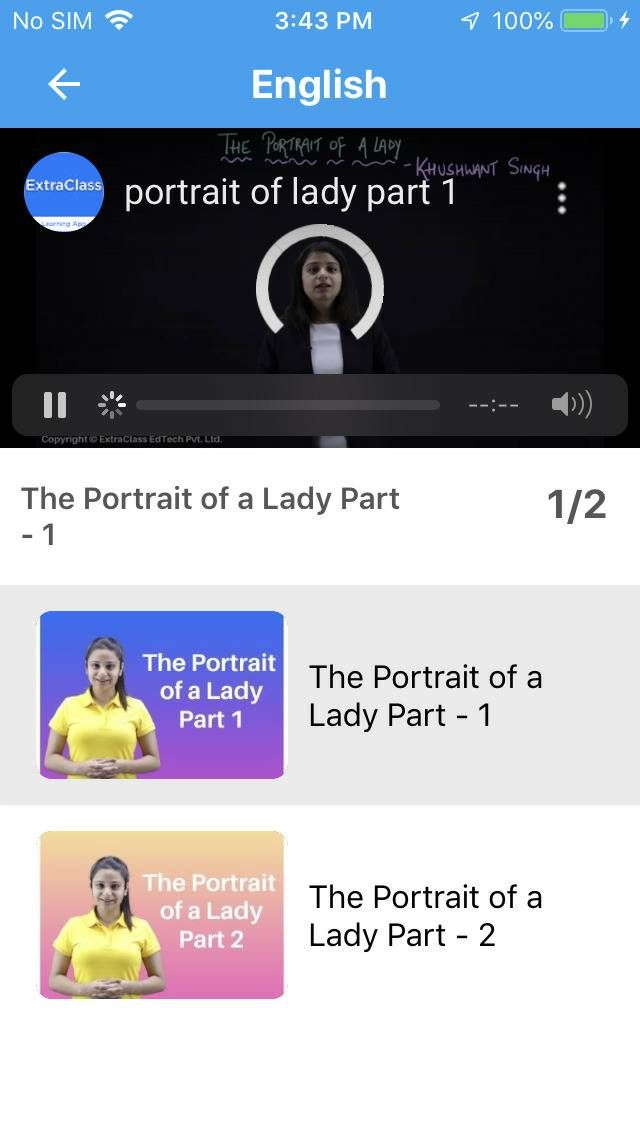 No SIM 3:43 PM 100%
English
THE PORTRAIT OF A LADY
- KHUSHWANT SINGH
ExtraClass
Learning App
portrait of lady part 1
--:--
Copyright © ExtraClass EdTech Pvt. Ltd.
The Portrait of a Lady Part
- 1
1/2
The Portrait
of a Lady
Part 1
The Portrait of a
Lady Part - 1
The Portrait
of a Lady
Part 2
The Portrait of a
Lady Part - 2